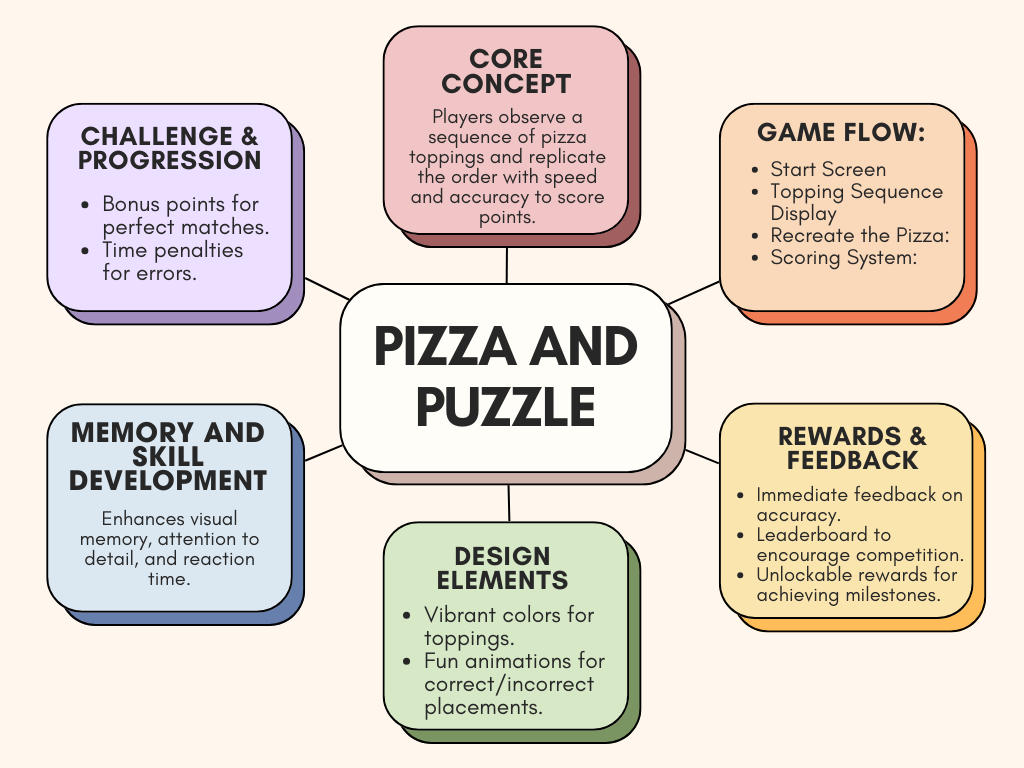 CORE
CONCEPT
Players observe a
sequence of pizza
toppings and replicate
the order with speed
and accuracy to score
points.
CHALLENGE &
PROGRESSION
• Bonus points for
perfect matches.
• Time penalties
for errors.
GAME FLOW:
• Start Screen
• Topping Sequence
Display
• Recreate the Pizza:
• Scoring System:
PIZZA AND
PUZZLE
MEMORY AND
SKILL
DEVELOPMENT
Enhances visual
memory, attention to
detail, and reaction
time.
REWARDS &
FEEDBACK
• Immediate feedback on
accuracy.
• Leaderboard to
encourage competition.
• Unlockable rewards for
achieving milestones.
DESIGN
ELEMENTS
• Vibrant colors for
toppings.
• Fun animations for
correct/incorrect
placements.